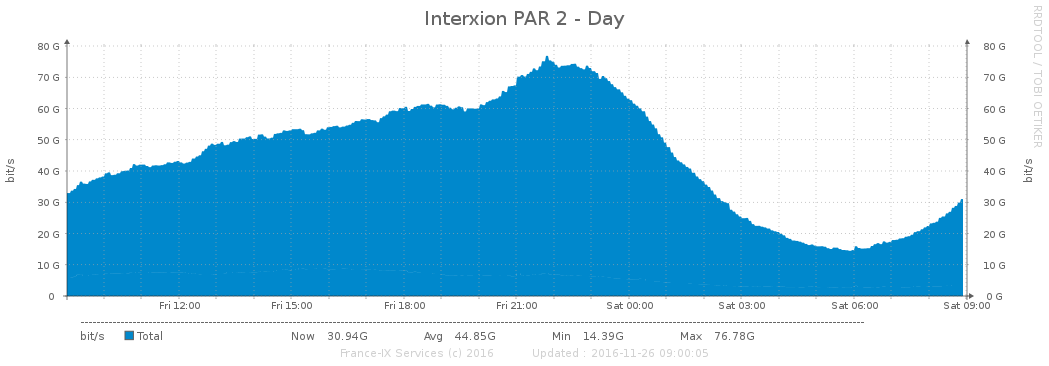 Interxion PAR 2 - Day
RRDTOOL / TOBI OETIKER
bit/s
bit/s
80 G 80 G
70 G 70 G
60 G 60 G
50 G 50 G
40 G 40 G
30 G 30 G
20 G 20 G
10 G 10 G
0 0 G
Fri 12:00 Fri 15:00 Fri 18:00 Fri 21:00 Sat 00:00 Sat 03:00 Sat 06:00 Sat 09:00
bit/s Total Now 30.94G Avg 44.85G Min 14.39G Max 76.78G
France-IX Services (c) 2016 Updated : 2016-11-26 09:00:05